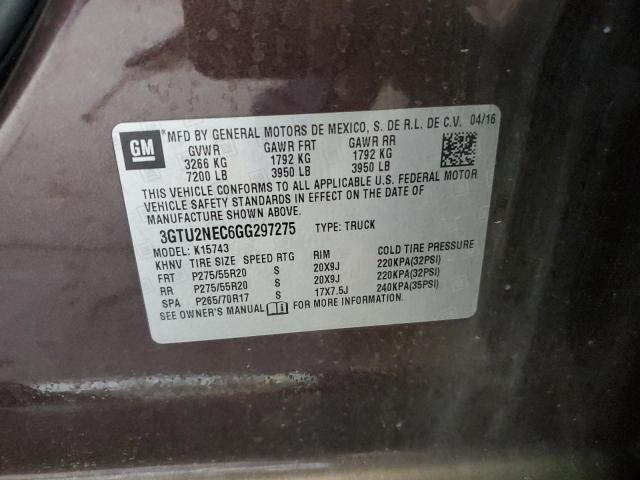 GM
*MFD BY GENERAL MOTORS DE MEXICO, S. DE R.L. DE C.V. 04/16
GVWR GAWR FRT GAWR RR
3266 KG 1792 KG 1792 KG
7200 LB 3950 LB 3950 LB
THIS VEHICLE CONFORMS TO ALL APPLICABLE U.S. FEDERAL MOTOR
VEHICLE SAFETY STANDARDS IN EFFECT ON THE DATE OF
MANUFACTURE SHOWN ABOVE.
3GTU2NEC6GG297275 TYPE: TRUCK
MODEL: K15743
KHNV TIRE SIZE SPEED RTG RIM COLD TIRE PRESSURE
FRT P275/55R20 S 20X9J 220KPA(32PSI)
RR P275/55R20 S 20X9J 220KPA(32PSI)
SPA P265/70R17 S 17X7.5J 240KPA(35PSI)
SEE OWNER'S MANUAL FOR MORE INFORMATION